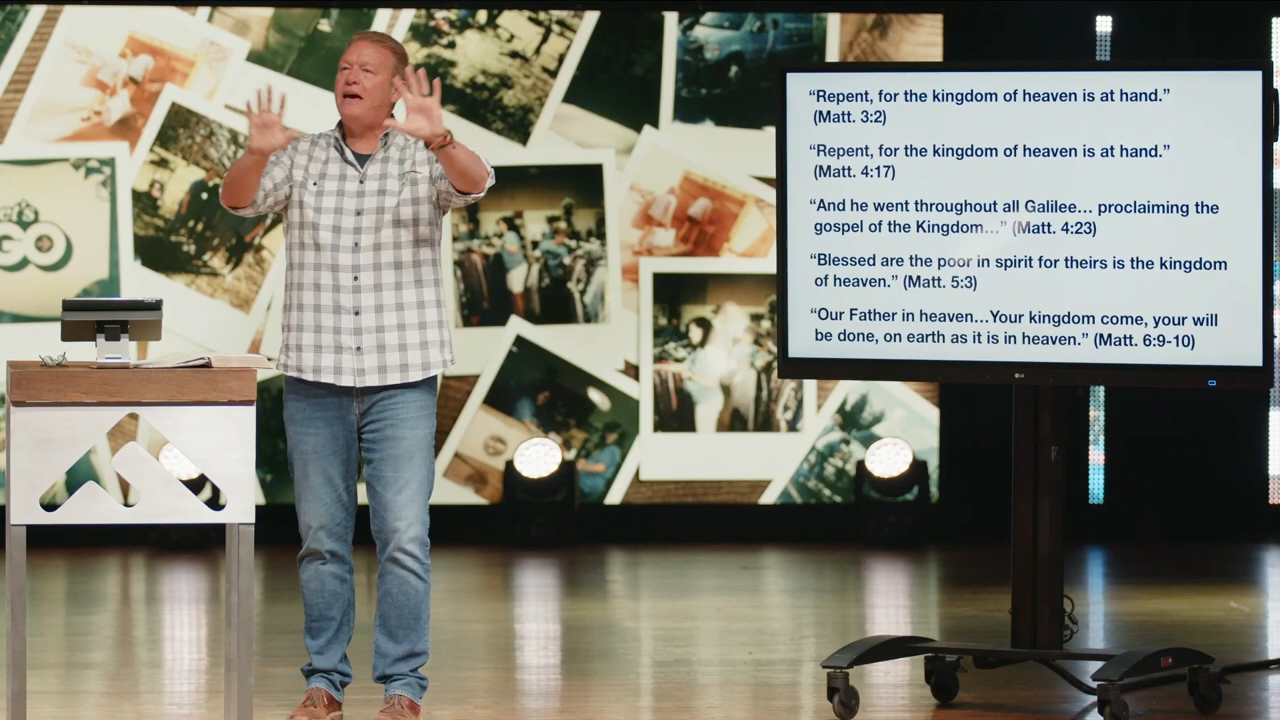 “Repent, for the kingdom of heaven is at hand.”
(Matt. 3:2)
“Repent, for the kingdom of heaven is at hand.”
(Matt. 4:17)
“And he went throughout all Galilee… proclaiming the
gospel of the Kingdom…” (Matt. 4:23)
“Blessed are the poor in spirit for theirs is the kingdom
of heaven.” (Matt. 5:3)
“Our Father in heaven…Your kingdom come, your will
be done, on earth as it is in heaven.” (Matt. 6:9-10)
LG